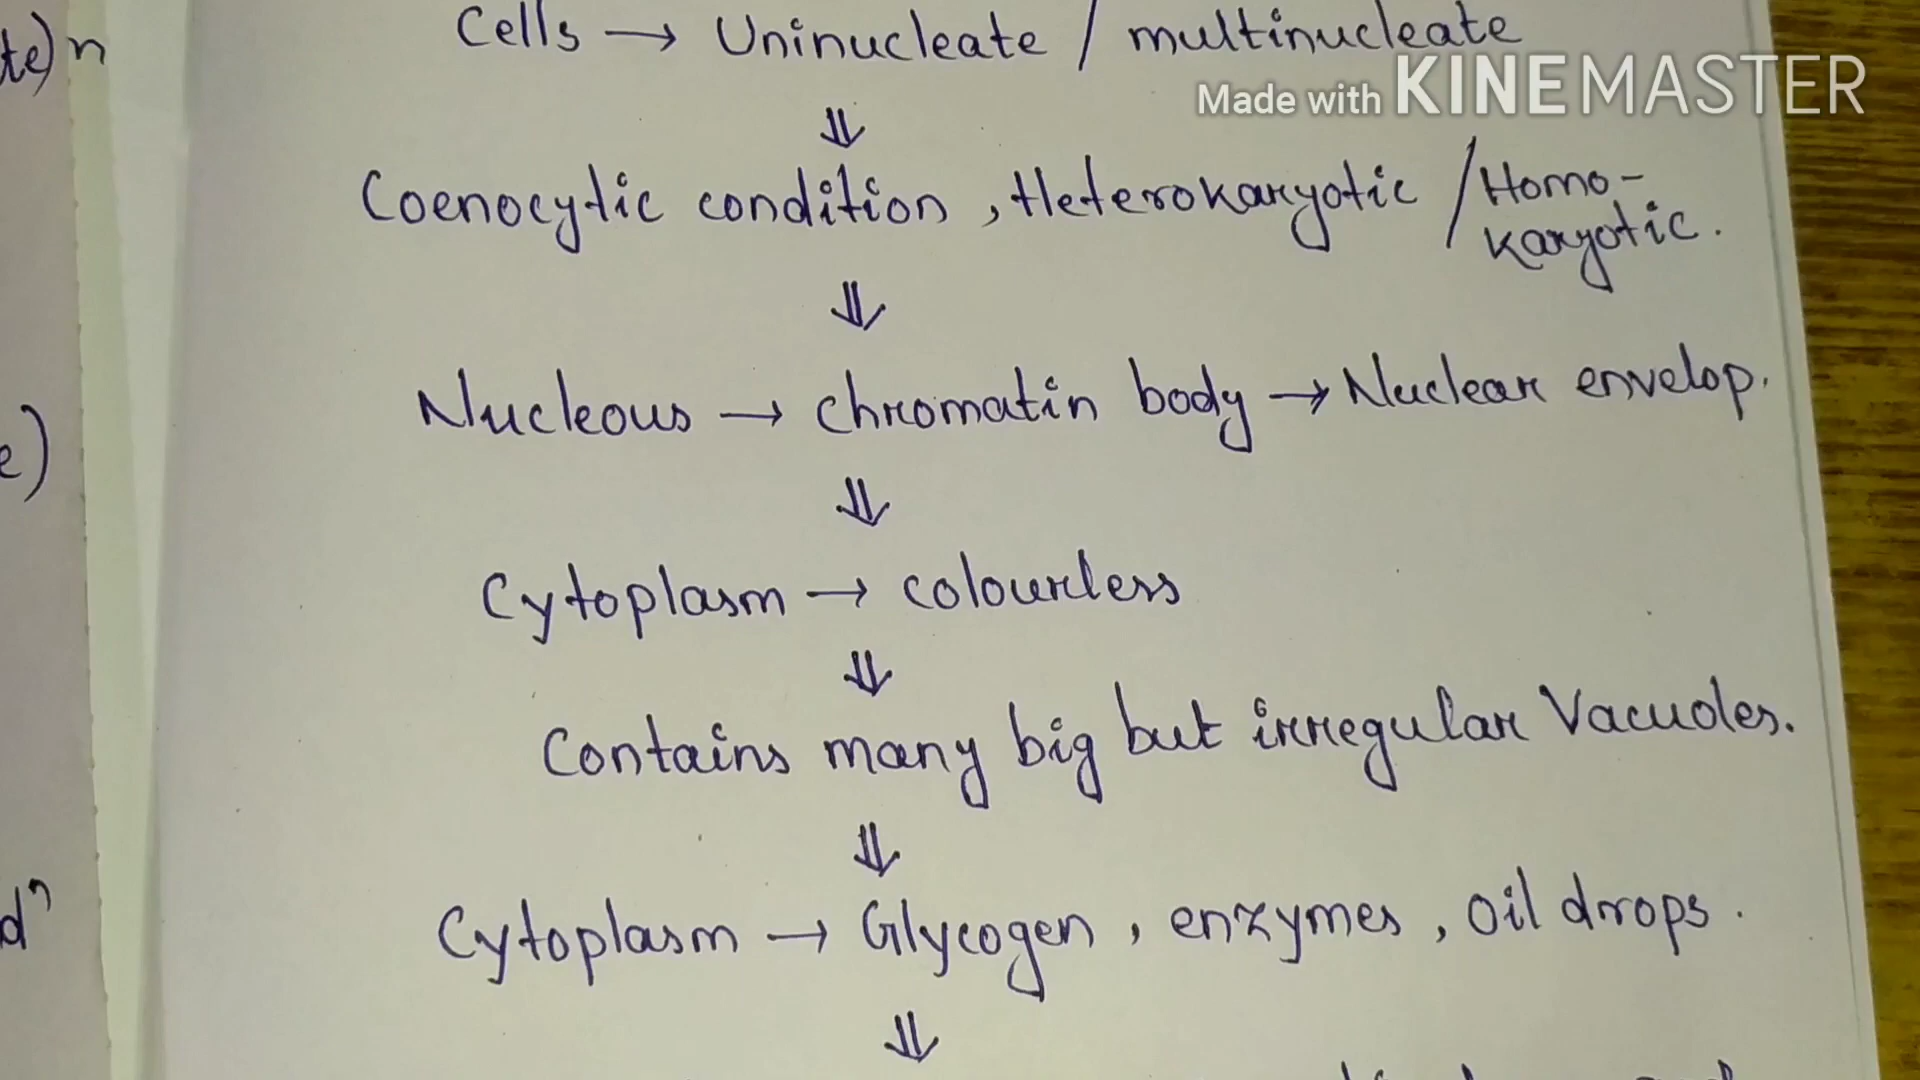 te) n
Cells → Uninucleate / multinucleate
Made with KINEMASTER
⇓
Coenocytic condition , Heterokaryotic / Homo-
karyotic.
⇓
Nucleous → chromatin body → Nuclear envelop.
e)
⇓
Cytoplasm → colourless
⇓
Contains many big but irregular Vacuoles.
⇓
d"
Cytoplasm → Glycogen , enzymes , oil drops .
⇓